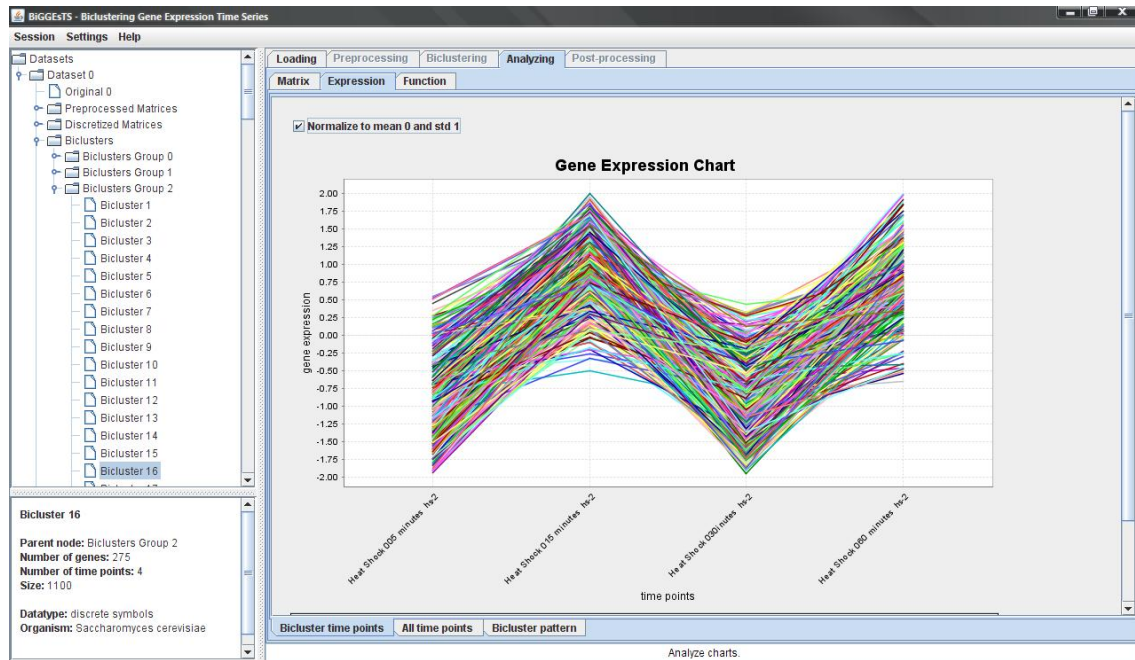 BiGGEsTS - Biclustering Gene Expression Time Series
Session Settings Help
Datasets
Dataset 0
Original 0
Preprocessed Matrices
Discretized Matrices
Biclusters
Biclusters Group 0
Biclusters Group 1
Biclusters Group 2
Bicluster 1
Bicluster 2
Bicluster 3
Bicluster 4
Bicluster 5
Bicluster 6
Bicluster 7
Bicluster 8
Bicluster 9
Bicluster 10
Bicluster 11
Bicluster 12
Bicluster 13
Bicluster 14
Bicluster 15
Bicluster 16
Bicluster 16
Parent node: Biclusters Group 2
Number of genes: 275
Number of time points: 4
Size: 1100
Datatype: discrete symbols
Organism: Saccharomyces cerevisiae
Loading Preprocessing Biclustering Analyzing Post-processing
Matrix Expression Function
Normalize to mean 0 and std 1
Gene Expression Chart
gene expression
2.00
1.75
1.50
1.25
1.00
0.75
0.50
0.25
0.00
-0.25
-0.50
-0.75
-1.00
-1.25
-1.50
-1.75
-2.00
Heat Shock 005 minutes hs-2
Heat Shock 015 minutes hs-2
Heat Shock 030inutes hs-2
Heat Shock 060 minutes hs-2
time points
Bicluster time points All time points Bicluster pattern
Analyze charts.